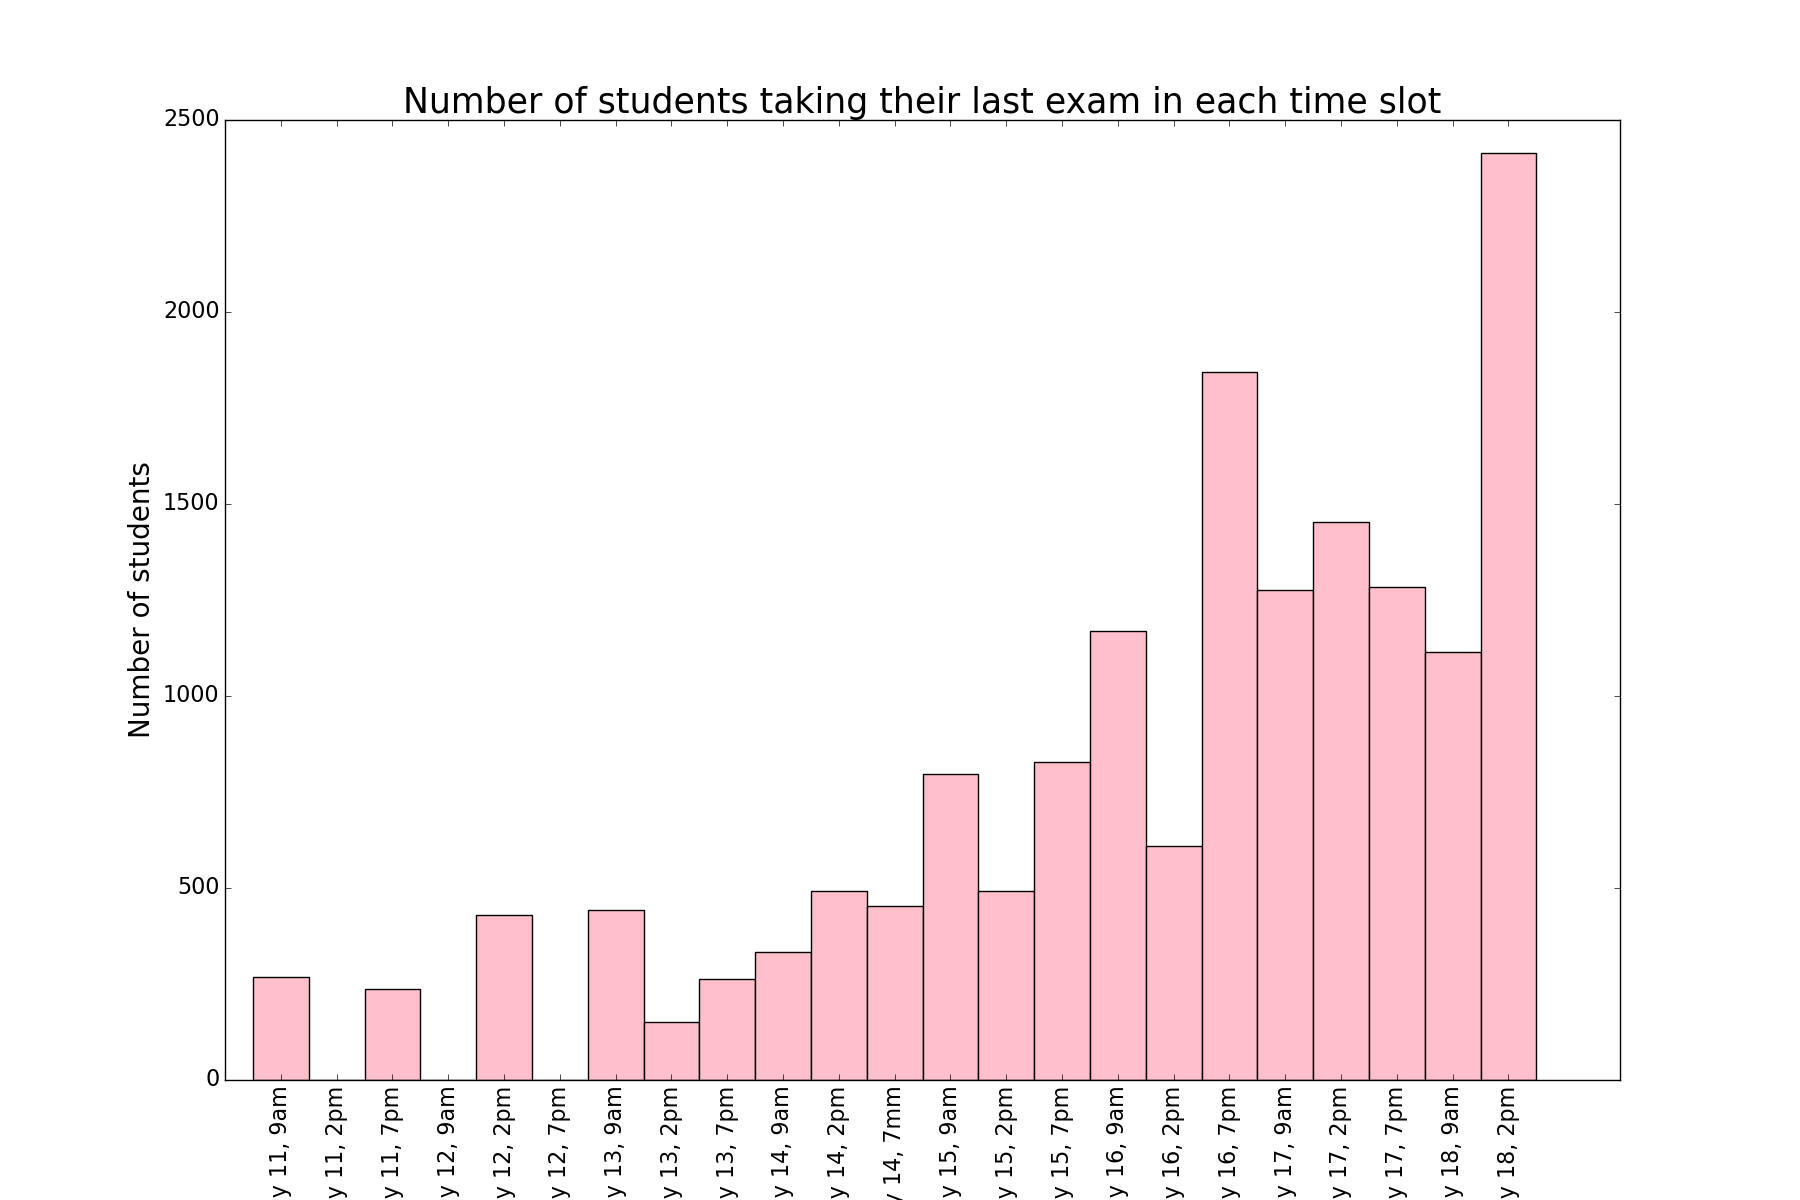 Number of students taking their last exam in each time slot
Number of students
2500
2000
1500
1000
500
0
y 11, 9am
y 11, 2pm
y 11, 7pm
y 12, 9am
y 12, 2pm
y 12, 7pm
y 13, 9am
y 13, 2pm
y 13, 7pm
y 14, 9am
y 14, 2pm
y 14, 7mm
y 15, 9am
y 15, 2pm
y 15, 7pm
y 16, 9am
y 16, 2pm
y 16, 7pm
y 17, 9am
y 17, 2pm
y 17, 7pm
y 18, 9am
y 18, 2pm